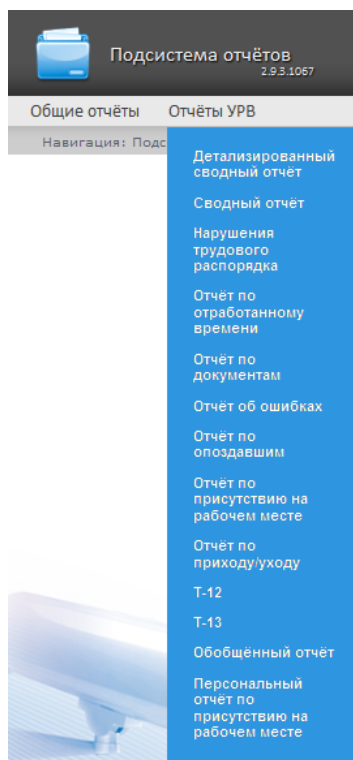 Подсистема отчётов
2.9.3.1067
Общие отчёты Отчёты УРВ
Навигация: Подс
Детализированный
сводный отчёт
Сводный отчёт
Нарушения
трудового
распорядка
Отчёт по
отработанному
времени
Отчёт по
документам
Отчёт об ошибках
Отчёт по
опоздавшим
Отчёт по
присутствию на
рабочем месте
Отчёт по
приходу/уходу
Т-12
Т-13
Обобщённый отчёт
Персональный
отчёт по
присутствию на
рабочем месте